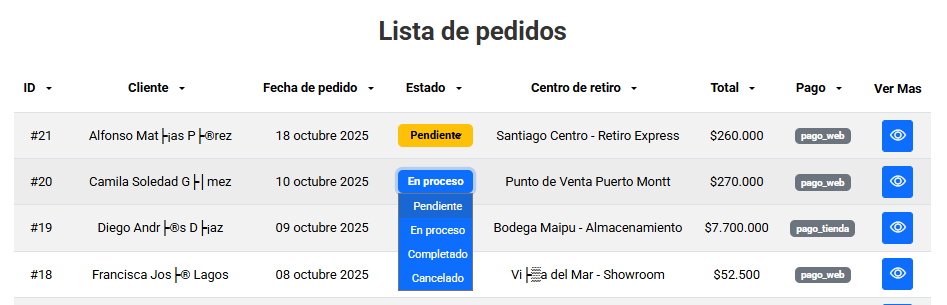 Lista de pedidos
ID Cliente Fecha de pedido Estado Centro de retiro Total Pago Ver Mas
#21 Alfonso Mat├¡as P├®rez 18 octubre 2025 Pendiente Santiago Centro - Retiro Express $260.000 pago_web
#20 Camila Soledad G├│mez 10 octubre 2025 En proceso Punto de Venta Puerto Montt $270.000 pago_web
Pendiente
#19 Diego Andr├®s D├¡az 09 octubre 2025 En proceso Bodega Maipu - Almacenamiento $7.700.000 pago_tienda
Completado
#18 Francisca Jos├® Lagos 08 octubre 2025 Cancelado Vi├▒a del Mar - Showroom $52.500 pago_web